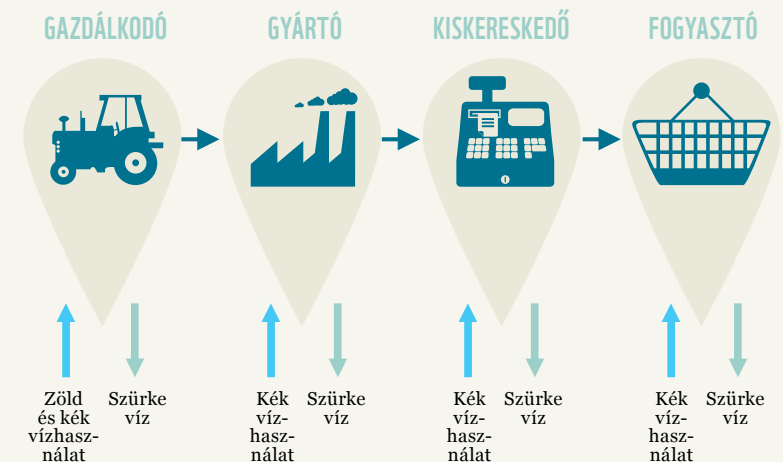 GAZDÁLKODÓ
GYÁRTÓ
KISKERESKEDŐ
FOGYASZTÓ
Zöld
és kék
vízhasz-
nálat
Szürke
víz
Kék
víz-
hasz-
nálat
Szürke
víz
Kék
víz-
hasz-
nálat
Szürke
víz
Kék
víz-
hasz-
nálat
Szürke
víz